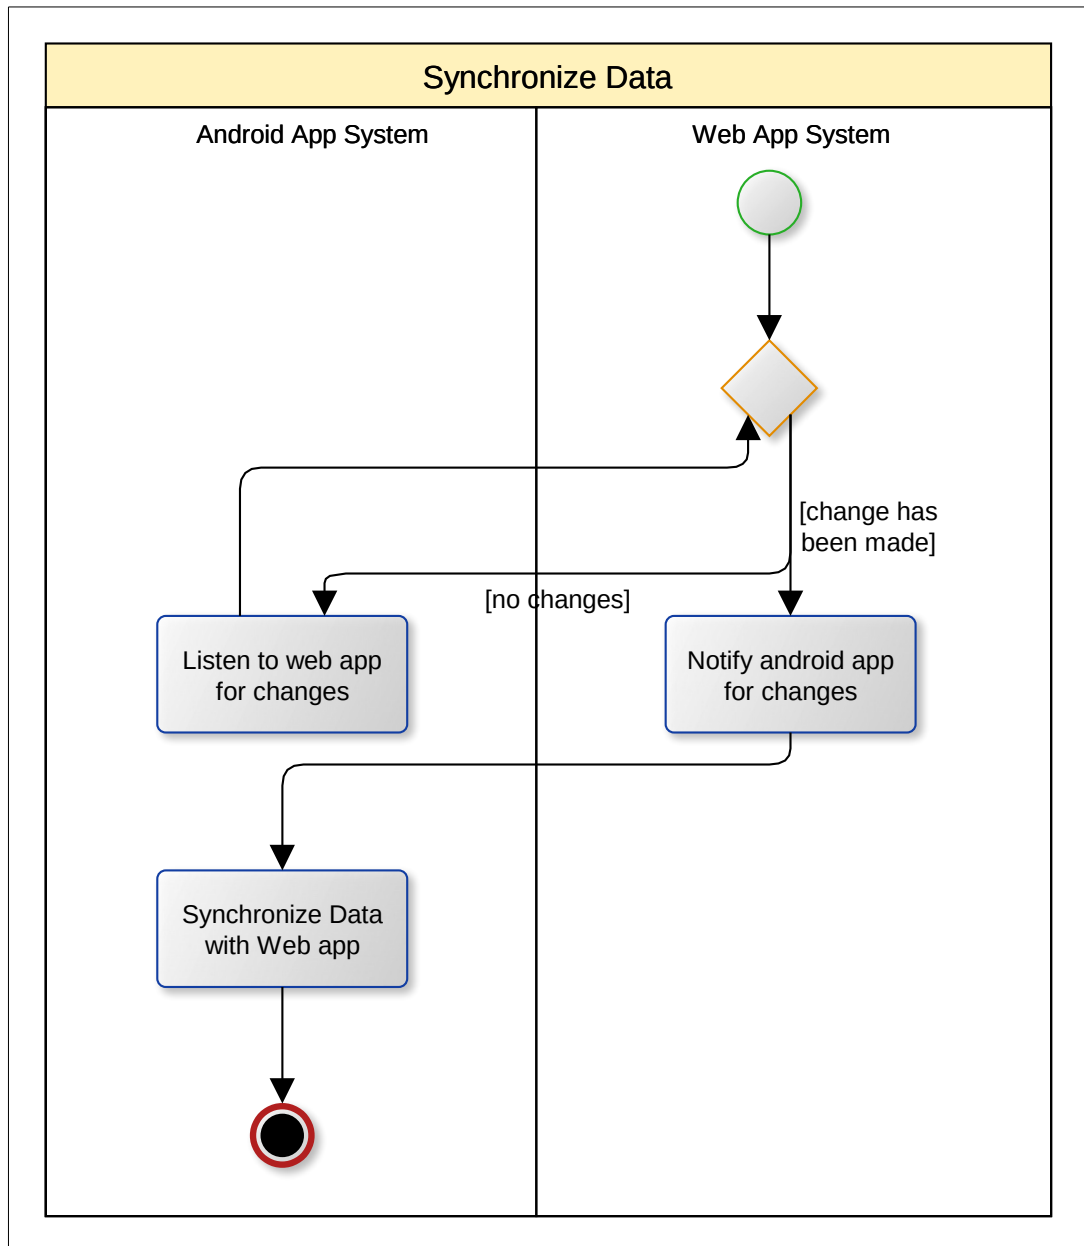 Synchronize Data
Android App System
Web App System
[change has
been made]
[no changes]
Listen to web app
for changes
Notify android app
for changes
Synchronize Data
with Web app